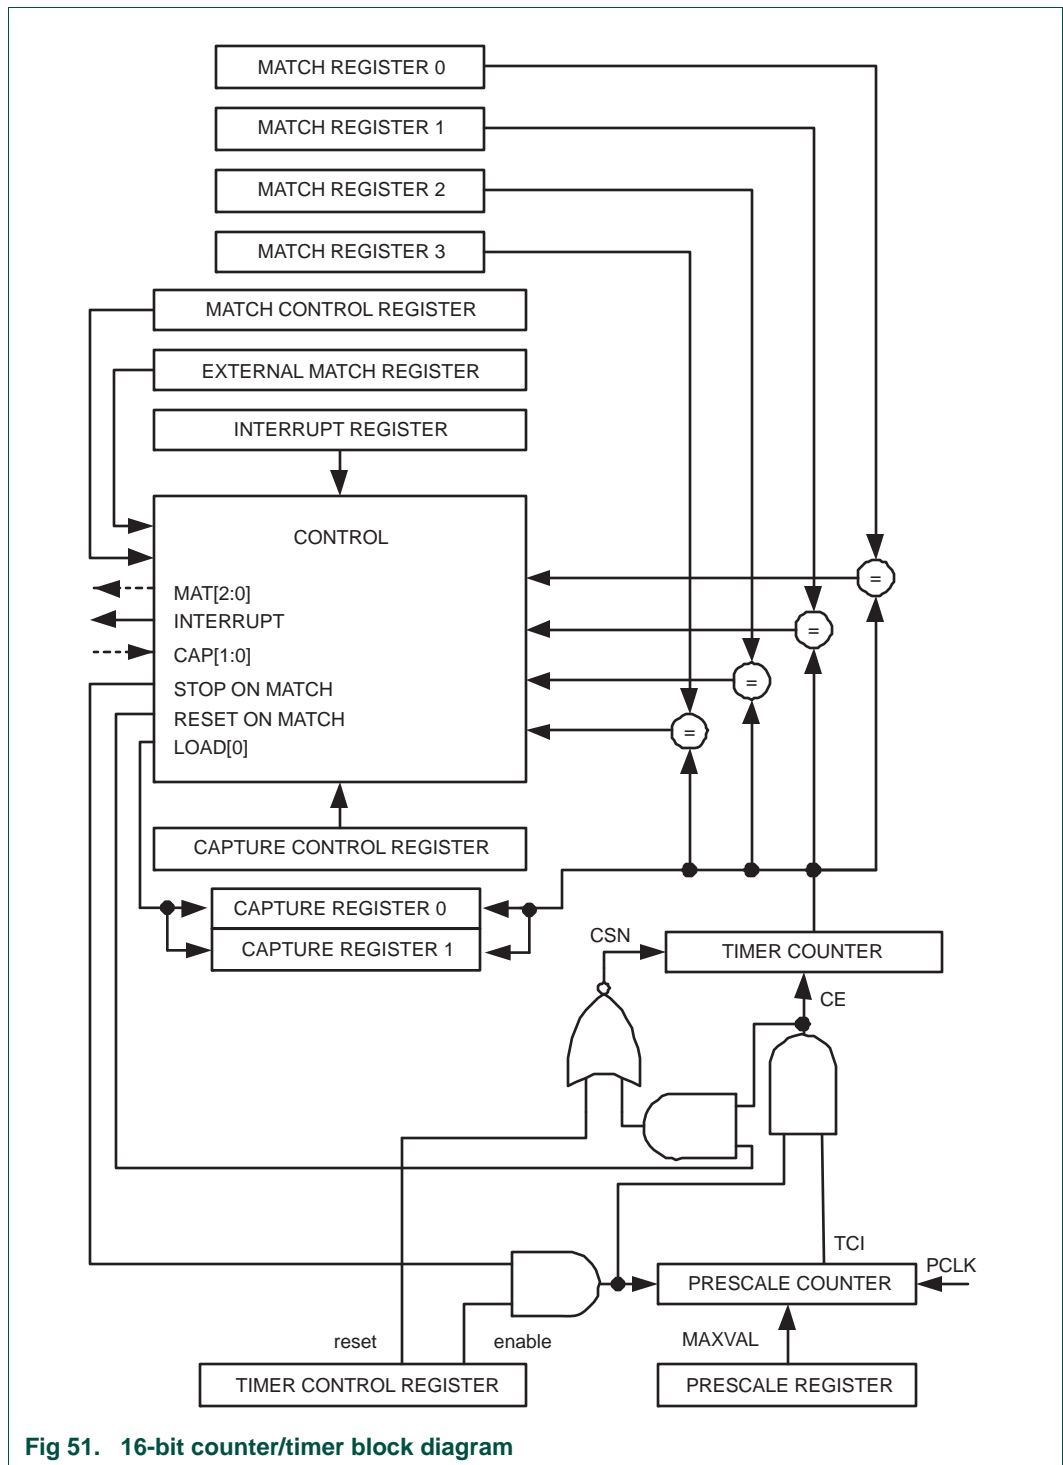 MATCH REGISTER 0
MATCH REGISTER 1
MATCH REGISTER 2
MATCH REGISTER 3
MATCH CONTROL REGISTER
EXTERNAL MATCH REGISTER
INTERRUPT REGISTER
CONTROL
MAT[2:0]
INTERRUPT
CAP[1:0]
STOP ON MATCH
RESET ON MATCH
LOAD[0]
=
=
=
=
CAPTURE CONTROL REGISTER
CAPTURE REGISTER 0
CAPTURE REGISTER 1
CSN
TIMER COUNTER
CE
TCI
PCLK
PRESCALE COUNTER
reset
enable
MAXVAL
TIMER CONTROL REGISTER
PRESCALE REGISTER
Fig 51. 16-bit counter/timer block diagram